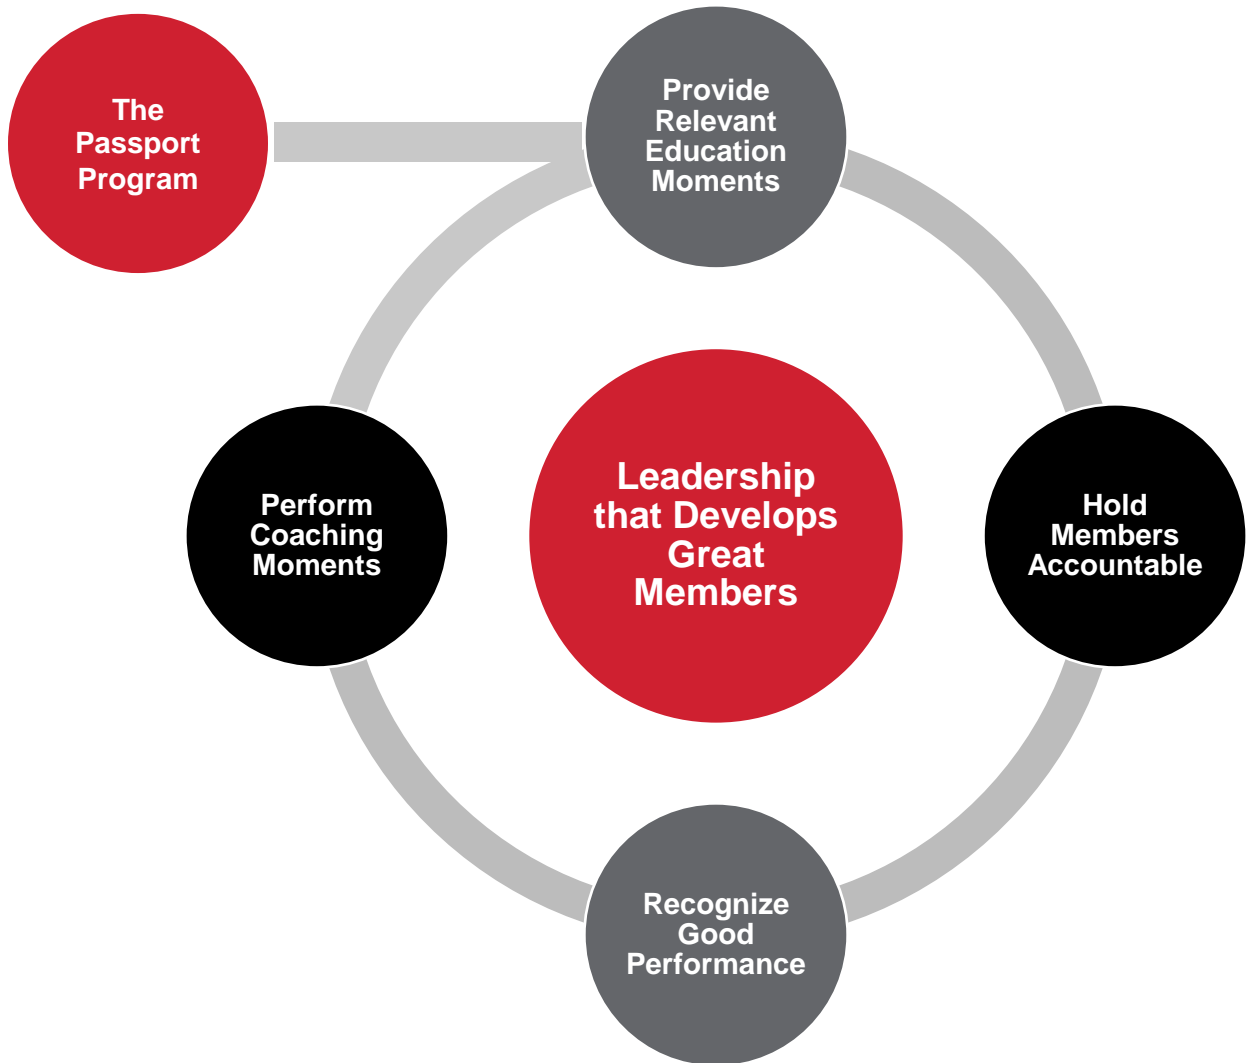 The
Passport
Program
Provide
Relevant
Education
Moments
Leadership
that Develops
Great
Members
Perform
Coaching
Moments
Hold
Members
Accountable
Recognize
Good
Performance